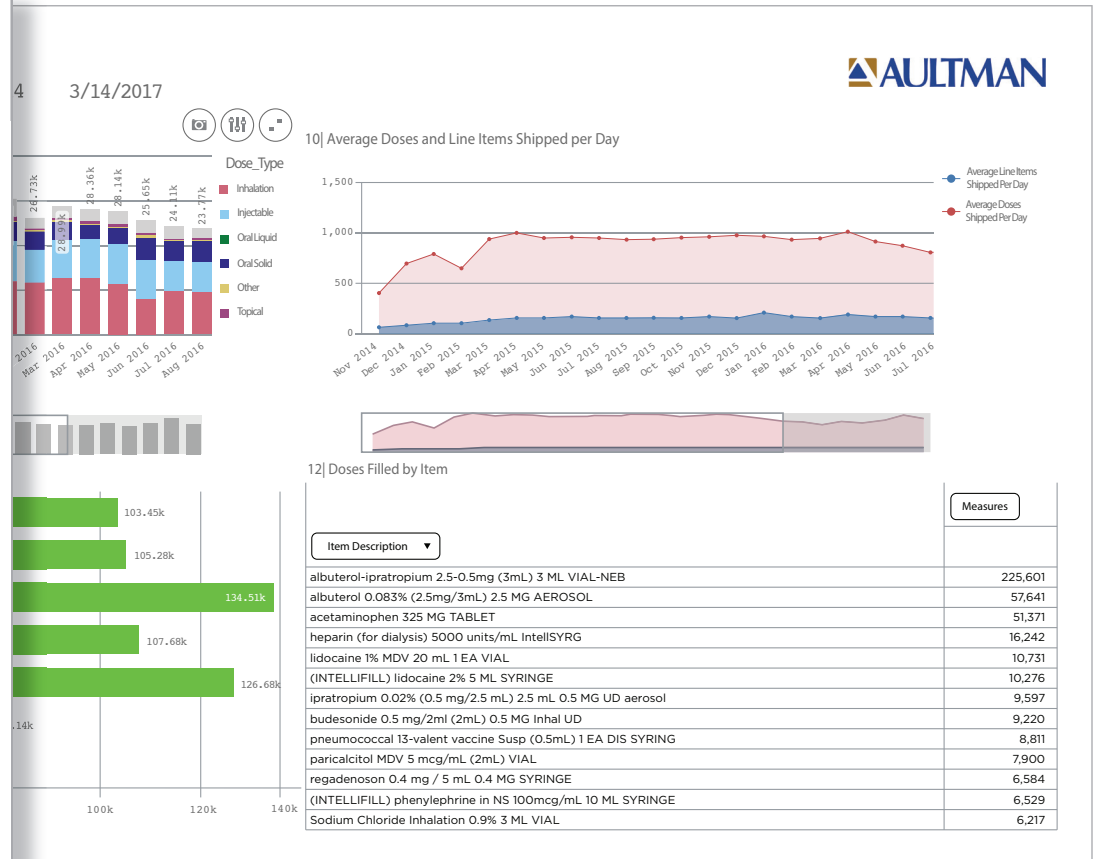 4 3/14/2017
AULTMAN
10| Average Doses and Line Items Shipped per Day
Dose_Type
Inhalation
Injectable
Oral Liquid
Oral Solid
Other
Topical
26.73k
28.99k
28.36k
28.14k
25.65k
24.11k
23.77k
2016
Mar 2016
Apr 2016
May 2016
Jun 2016
Jul 2016
Aug 2016
1,500
1,000
500
0
Nov 2014
Dec 2014
Jan 2015
Feb 2015
Mar 2015
Apr 2015
May 2015
Jun 2015
Jul 2015
Aug 2015
Sep 2015
Oct 2015
Nov 2015
Dec 2015
Jan 2016
Feb 2016
Mar 2016
Apr 2016
May 2016
Jun 2016
Jul 2016
Average Line Items
Shipped Per Day
Average Doses
Shipped Per Day
103.45k
105.28k
134.51k
107.68k
126.68k
.14k
100k 120k 140k
12| Doses Filled by Item
Measures
Item Description
albuterol-ipratropium 2.5-0.5mg (3mL) 3 ML VIAL-NEB 225,601
albuterol 0.083% (2.5mg/3mL) 2.5 MG AEROSOL 57,641
acetaminophen 325 MG TABLET 51,371
heparin (for dialysis) 5000 units/mL IntellSYRG 16,242
lidocaine 1% MDV 20 mL 1 EA VIAL 10,731
(INTELLIFILL) lidocaine 2% 5 ML SYRINGE 10,276
ipratropium 0.02% (0.5 mg/2.5 mL) 2.5 mL 0.5 MG UD aerosol 9,597
budesonide 0.5 mg/2ml (2mL) 0.5 MG Inhal UD 9,220
pneumococcal 13-valent vaccine Susp (0.5mL) 1 EA DIS SYRING 8,811
paricalcitol MDV 5 mcg/mL (2mL) VIAL 7,900
regadenoson 0.4 mg / 5 mL 0.4 MG SYRINGE 6,584
(INTELLIFILL) phenylephrine in NS 100mcg/mL 10 ML SYRINGE 6,529
Sodium Chloride Inhalation 0.9% 3 ML VIAL 6,217